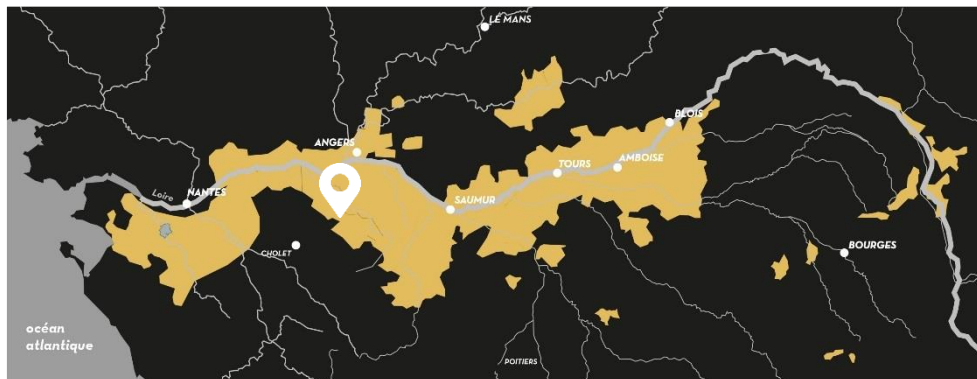 LE MANS
ANGERS
BLOIS
TOURS
AMBOISE
Loire
NANTES
SAUMUR
CHOLET
BOURGES
océan
atlantique
POITIERS